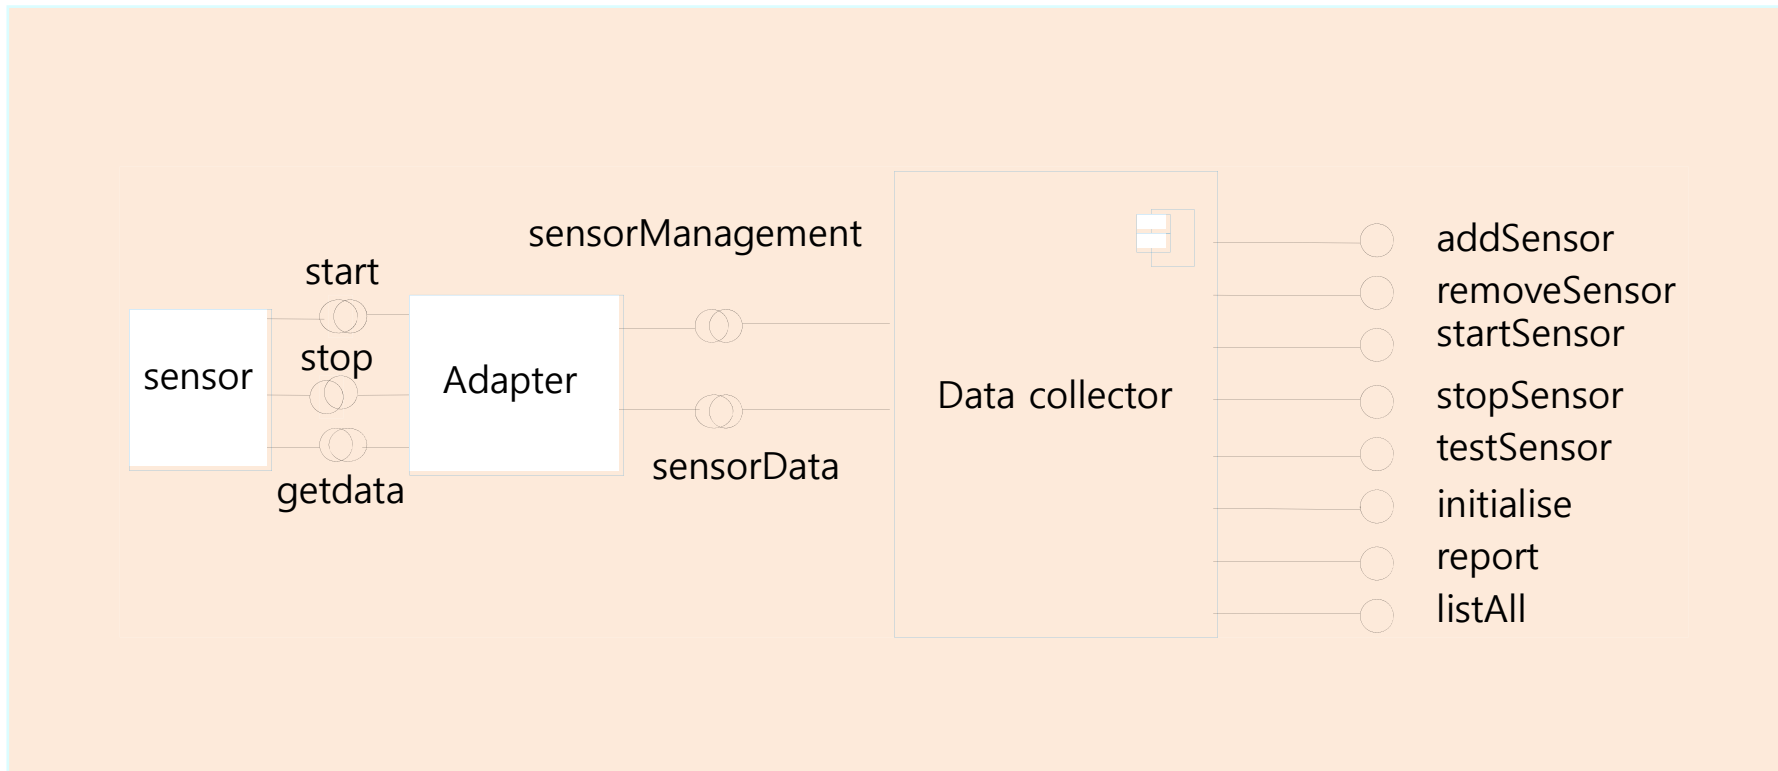 sensorManagement
start
stop
sensor
Adapter
getdata
sensorData
Data collector
addSensor
removeSensor
startSensor
stopSensor
testSensor
initialise
report
listAll